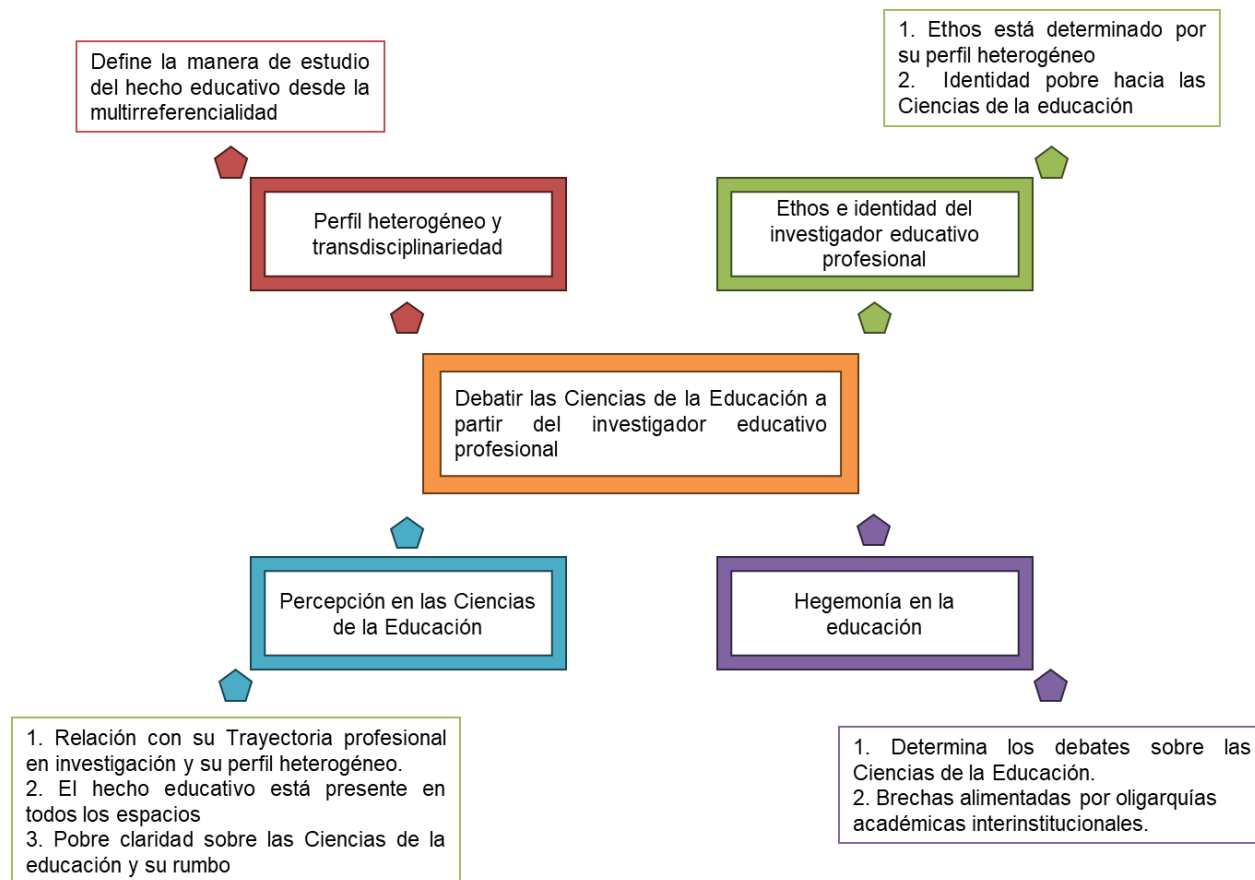 Define la manera de estudio
del hecho educativo desde la
multirreferencialidad
1. Ethos está determinado por
su perfil heterogéneo
2. Identidad pobre hacia las
Ciencias de la educación
Perfil heterogéneo y
transdisciplinariedad
Ethos e identidad del
investigador educativo
profesional
Debatir las Ciencias de la Educación a
partir del investigador educativo
profesional
Percepción en las Ciencias
de la Educación
Hegemonía en la
educación
1. Relación con su Trayectoria profesional
en investigación y su perfil heterogéneo.
2. El hecho educativo está presente en
todos los espacios
3. Pobre claridad sobre las Ciencias de la
educación y su rumbo
1. Determina los debates sobre las
Ciencias de la Educación.
2. Brechas alimentadas por oligarquías
académicas interinstitucionales.